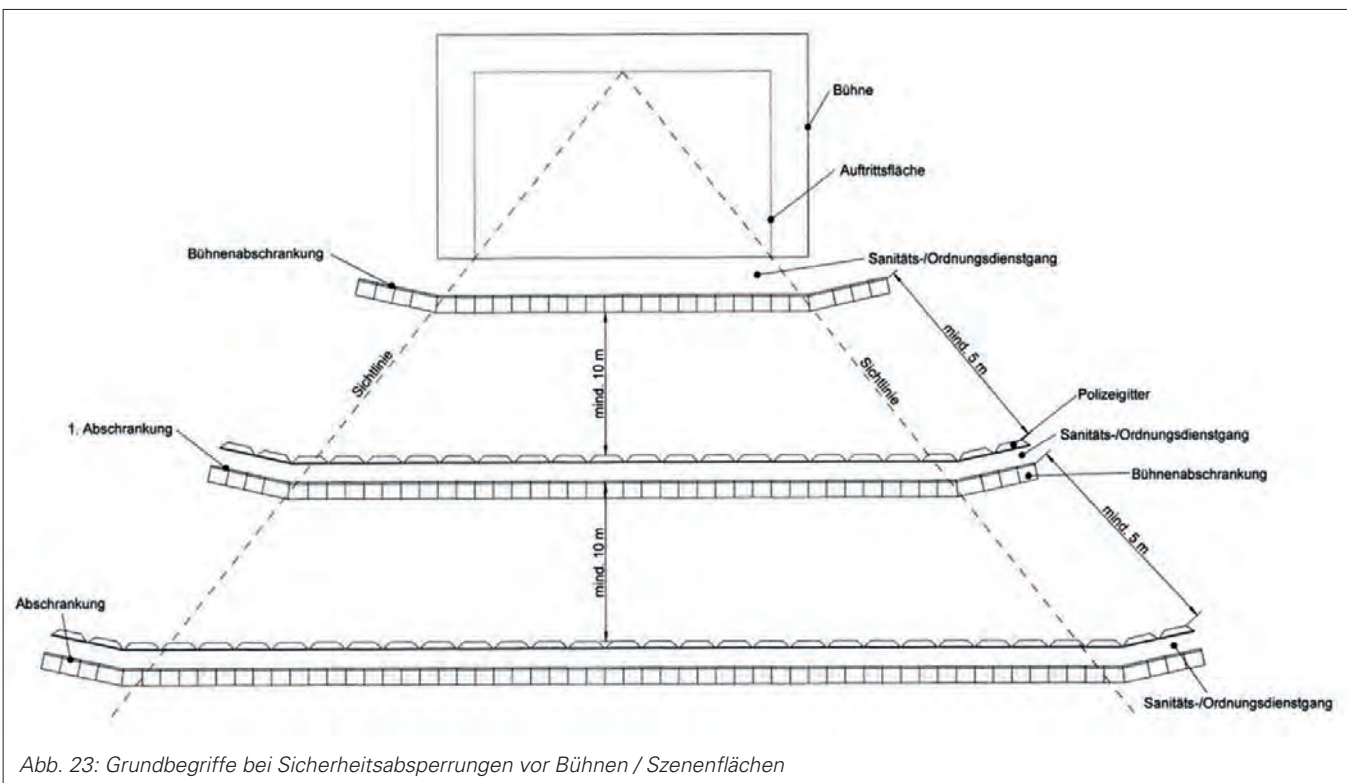 Bühne
Auftrittsfläche
Bühnenabschrankung
Sanitäts-/Ordnungsdienstgang
mind. 5 m
Sichtlinie
mind. 10 m
Sichtlinie
Polizeigitter
1. Abschrankung
Sanitäts-/Ordnungsdienstgang
Bühnenabschrankung
mind. 10 m
mind. 5 m
Abschrankung
Sanitäts-/Ordnungsdienstgang
Abb. 23: Grundbegriffe bei Sicherheitsabsperrungen vor Bühnen / Szenenflächen